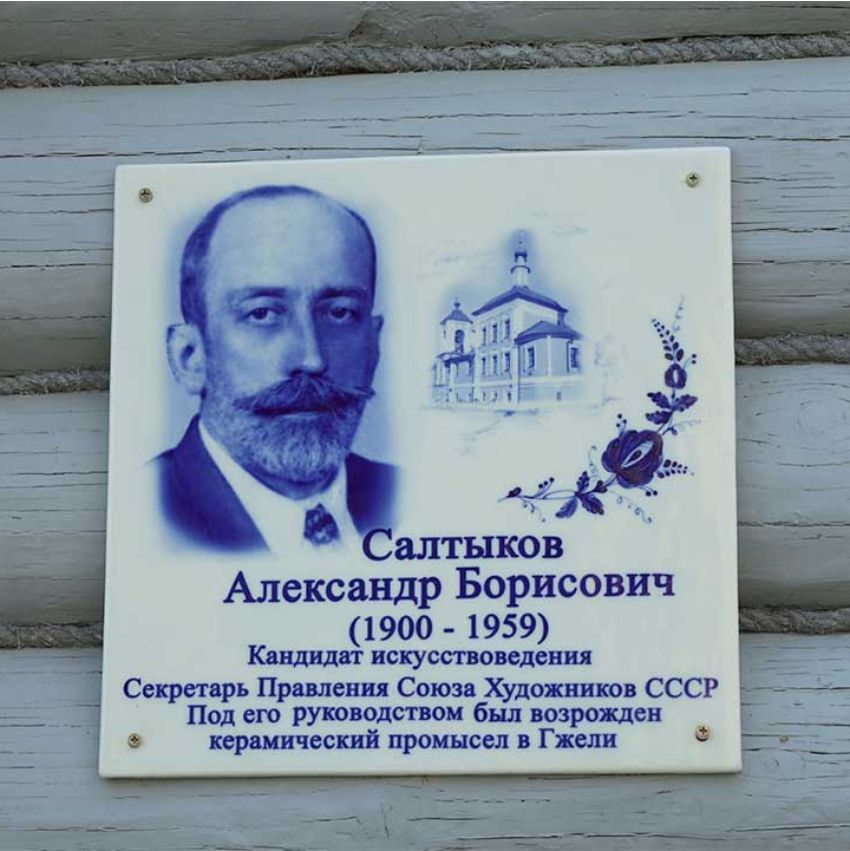 Салтыков
Александр Борисович
(1900 - 1959)
Кандидат искусствоведения
Секретарь Правления Союза Художников СССР
Под его руководством был возрожден
керамический промысел в Гжели